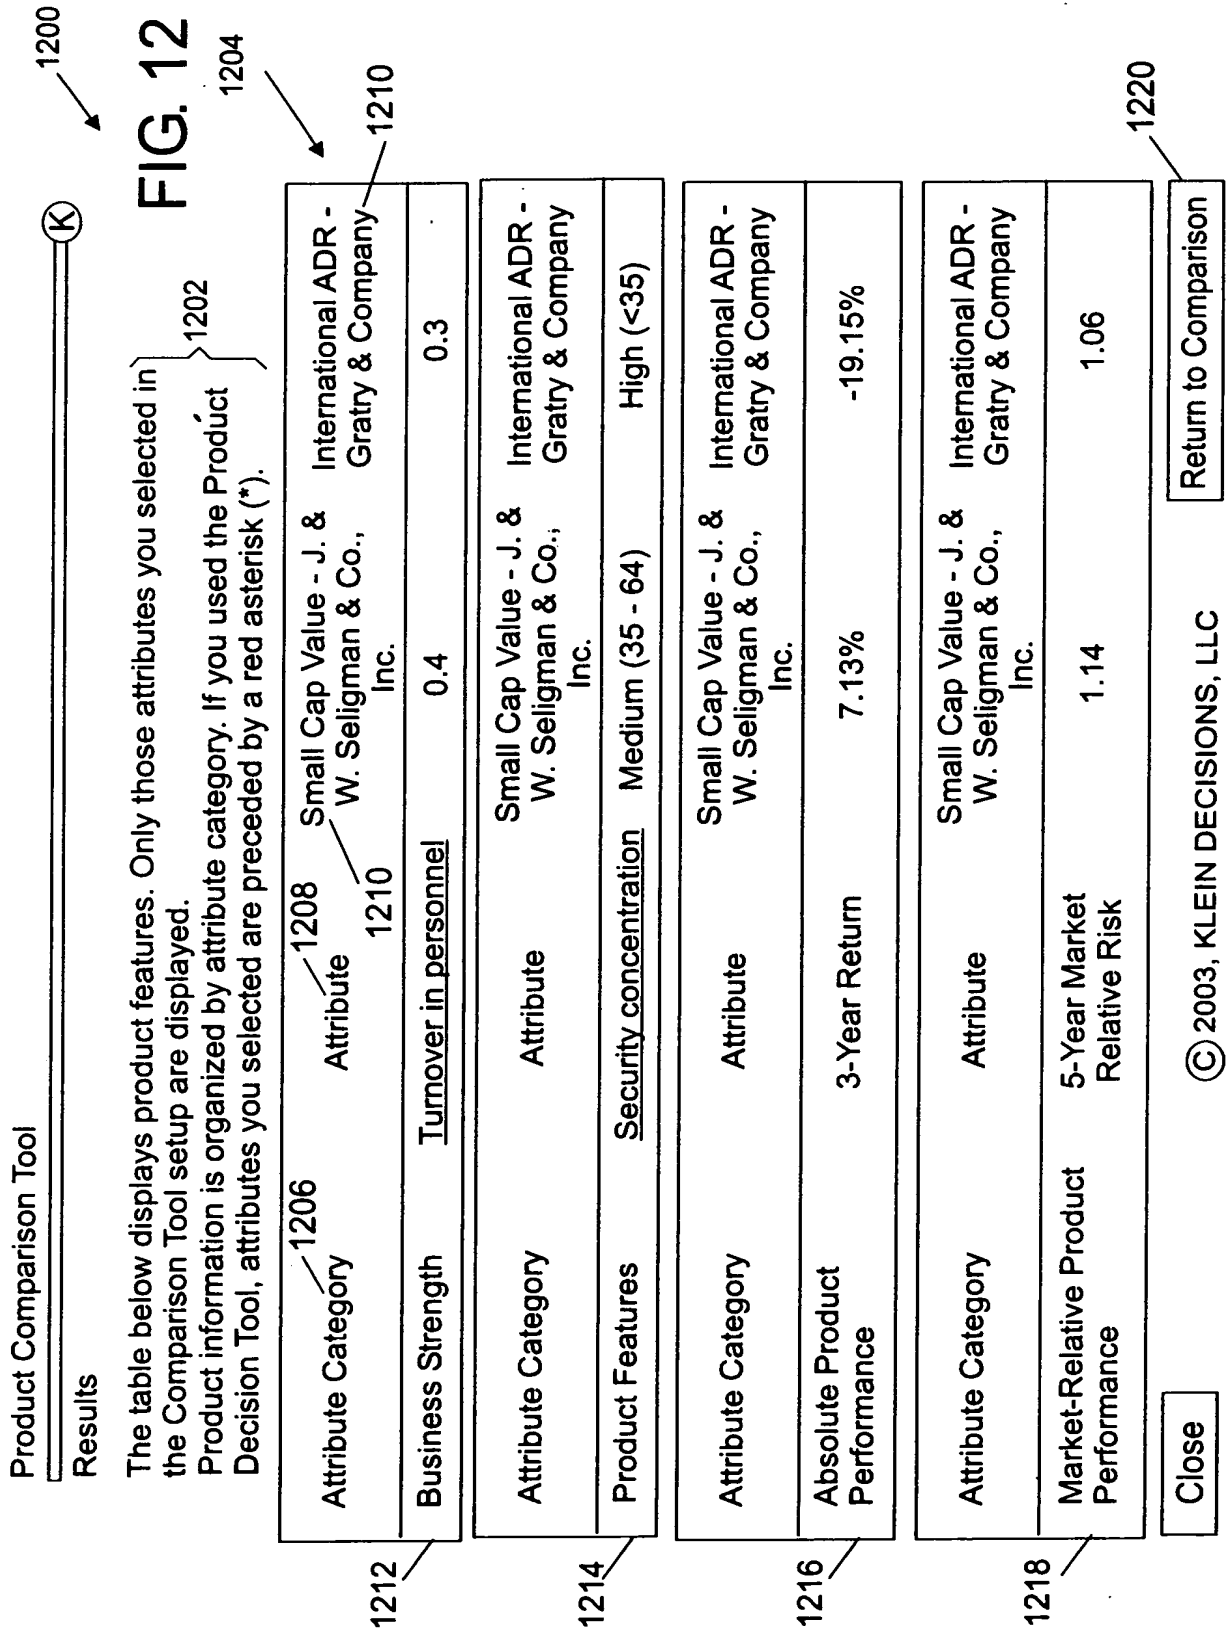 1200
Product Comparison Tool
K
Results
FIG. 12
The table below displays product features. Only those attributes you selected in
the Comparison Tool setup are displayed.
Product information is organized by attribute category. If you used the Product
Decision Tool, attributes you selected are preceded by a red asterisk (*).
1202
1204
1206
1208
1210
1210
Attribute Category Attribute Small Cap Value - J. & International ADR -
W. Seligman & Co., Gratry & Company
Inc.
1212 Business Strength Turnover in personnel 0.4 0.3
Attribute Category Attribute Small Cap Value - J. & International ADR -
W. Seligman & Co., Gratry & Company
Inc.
1214 Product Features Security concentration Medium (35 - 64) High (<35)
Attribute Category Attribute Small Cap Value - J. & International ADR -
W. Seligman & Co., Gratry & Company
Inc.
1216 Absolute Product 3-Year Return 7.13% -19.15%
Performance
Attribute Category Attribute Small Cap Value - J. & International ADR -
W. Seligman & Co., Gratry & Company
Inc.
1218 Market-Relative Product 5-Year Market 1.14 1.06
Performance Relative Risk
1220
Close Return to Comparison
© 2003, KLEIN DECISIONS, LLC